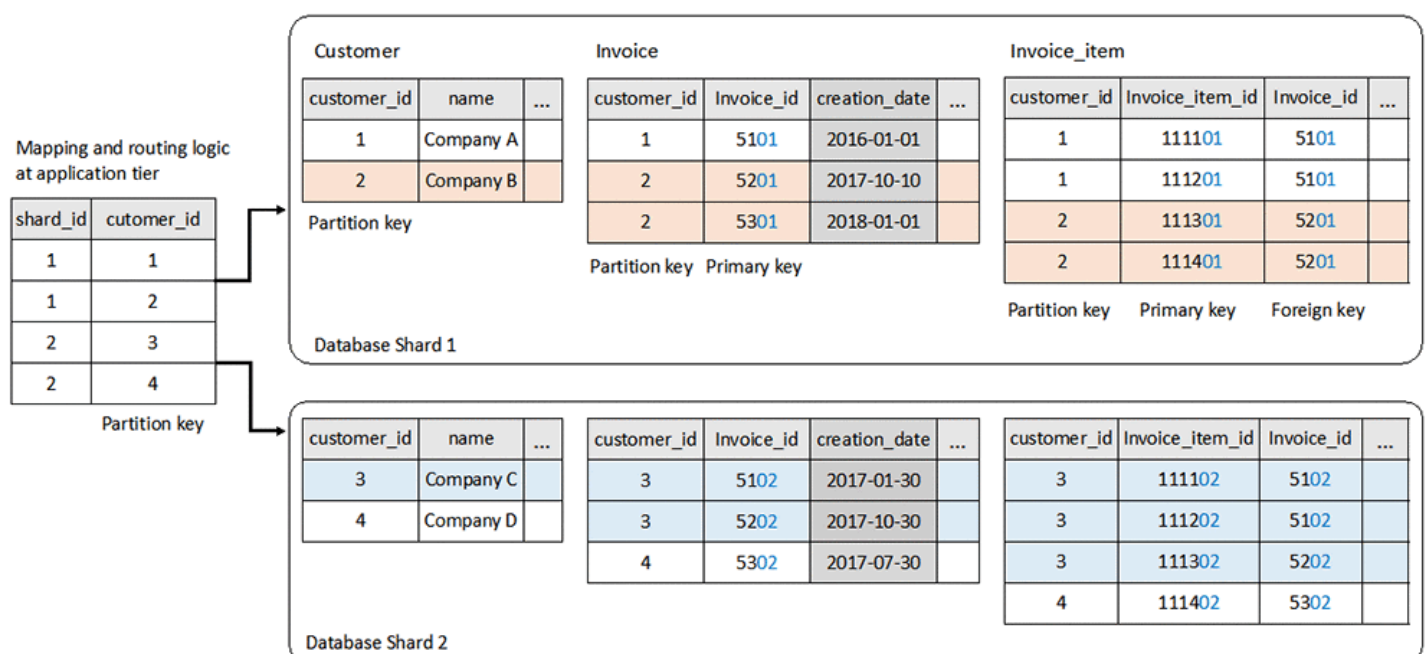 Mapping and routing logic
at application tier
shard_id cutomer_id
1 1
1 2
2 3
2 4
Partition key
Customer
customer_id name ...
1 Company A
2 Company B
Partition key
Invoice
customer_id Invoice_id creation_date ...
1 5101 2016-01-01
2 5201 2017-10-10
2 5301 2018-01-01
Partition key Primary key
Invoice_item
customer_id Invoice_item_id Invoice_id ...
1 111101 5101
1 111201 5101
2 111301 5201
2 111401 5201
Partition key Primary key Foreign key
Database Shard 1
customer_id name ...
3 Company C
4 Company D
customer_id Invoice_id creation_date ...
3 5102 2017-01-30
3 5202 2017-10-30
4 5302 2017-07-30
customer_id Invoice_item_id Invoice_id ...
3 111102 5102
3 111202 5102
3 111302 5202
4 111402 5302
Database Shard 2